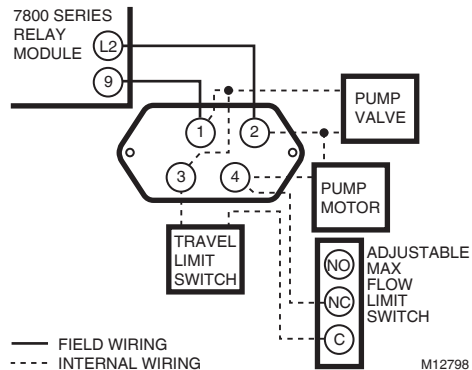 7800 SERIES
RELAY
MODULE
L2
9
1
2
3
4
PUMP
VALVE
PUMP
MOTOR
TRAVEL
LIMIT
SWITCH
NO
NC
C
ADJUSTABLE
MAX
FLOW
LIMIT
SWITCH
FIELD WIRING
INTERNAL WIRING
M12798